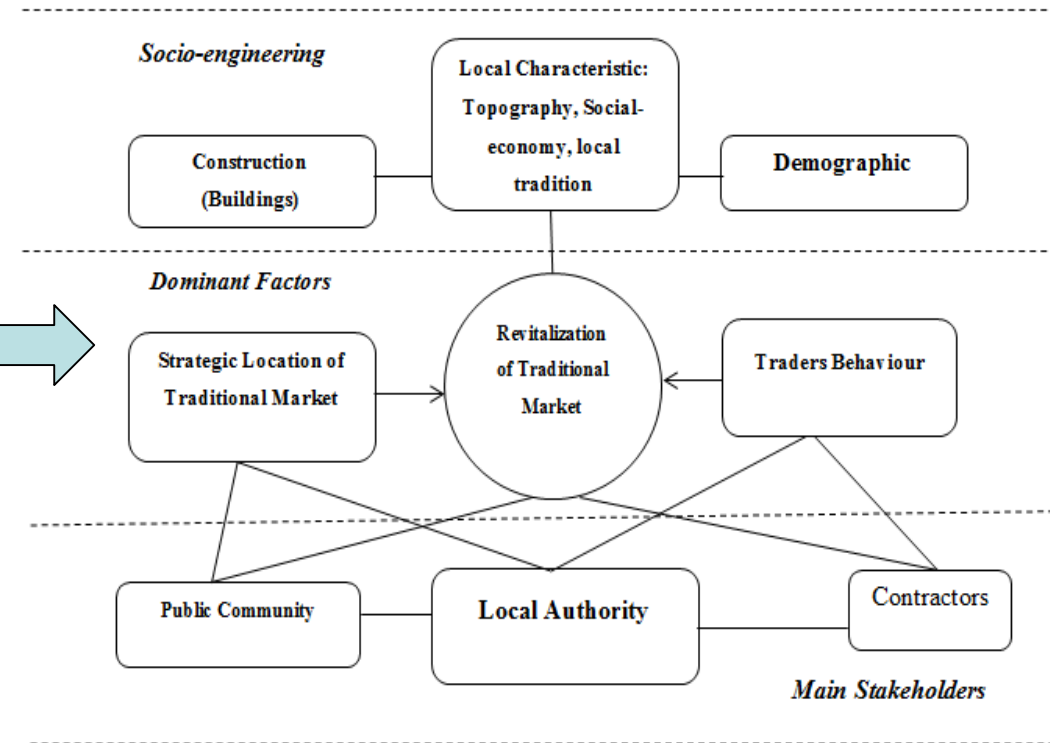 Socio-engineering
Local Characteristic:
Topography, Social-
economy, local
tradition
Construction
(Buildings)
Demographic
Dominant Factors
Strategic Location of
Traditional Market
Revitalization
of Traditional
Market
Traders Behaviour
Public Community
Local Authority
Contractors
Main Stakeholders